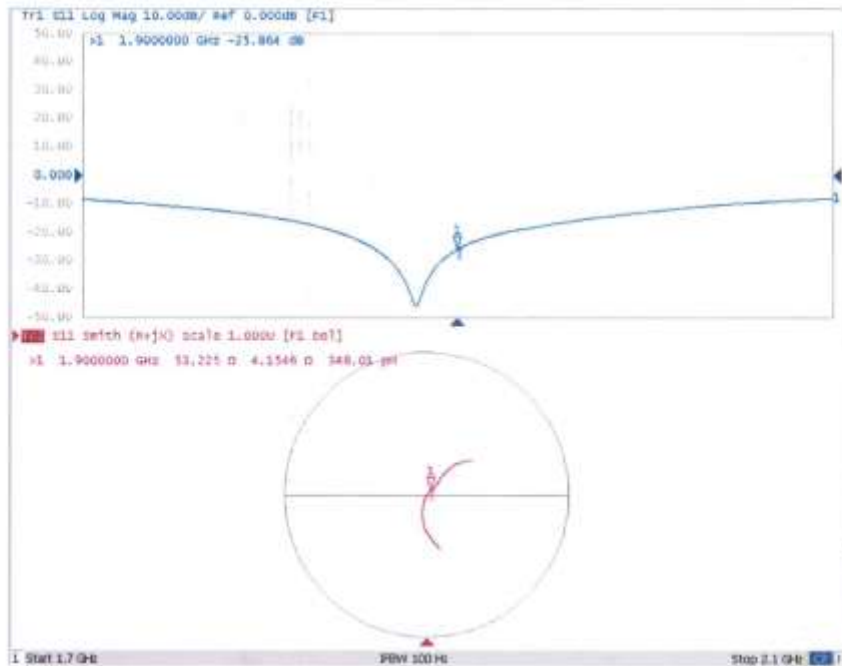 Tr1 S11 Log Mag 10.00dB/ Ref 0.000dB [F1]
50.00
>1 1.9000000 GHz -25.864 dB
40.00
30.00
20.00
10.00
0.000
-10.00
1
-20.00
1
-30.00
-40.00
-50.00
S11 Smith (R+jX) Scale 1.000U [F1 Del]
>1 1.9000000 GHz 53.225 Ω 4.1546 Ω 348.01 pH
1
1 Start 1.7 GHz IFBW 100 Hz Stop 2.1 GHz